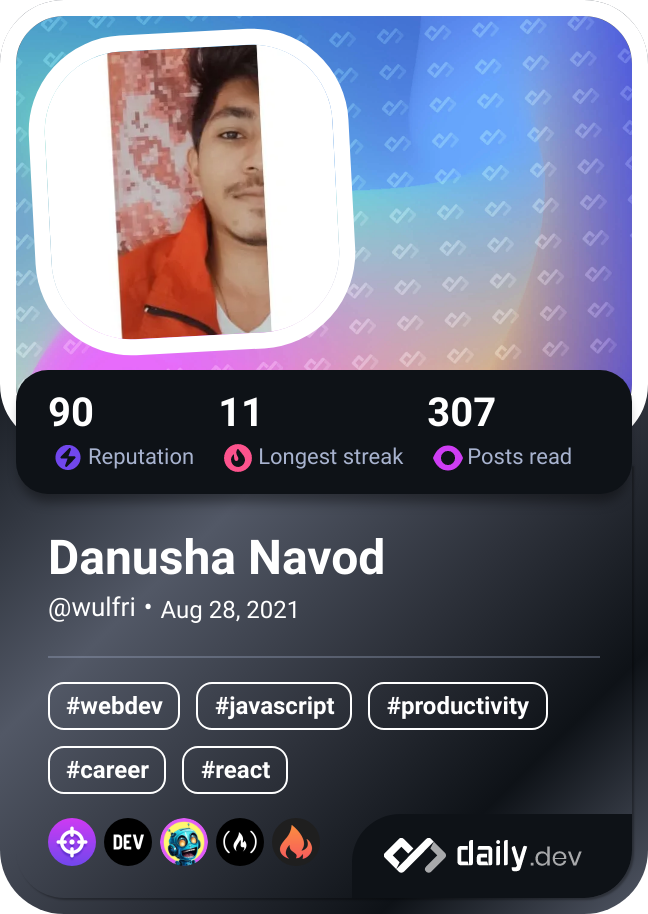 90 11 307
Reputation Longest streak Posts read
Danusha Navod
@wulfri • Aug 28, 2021
#webdev #javascript #productivity
#career #react
DEV daily.dev